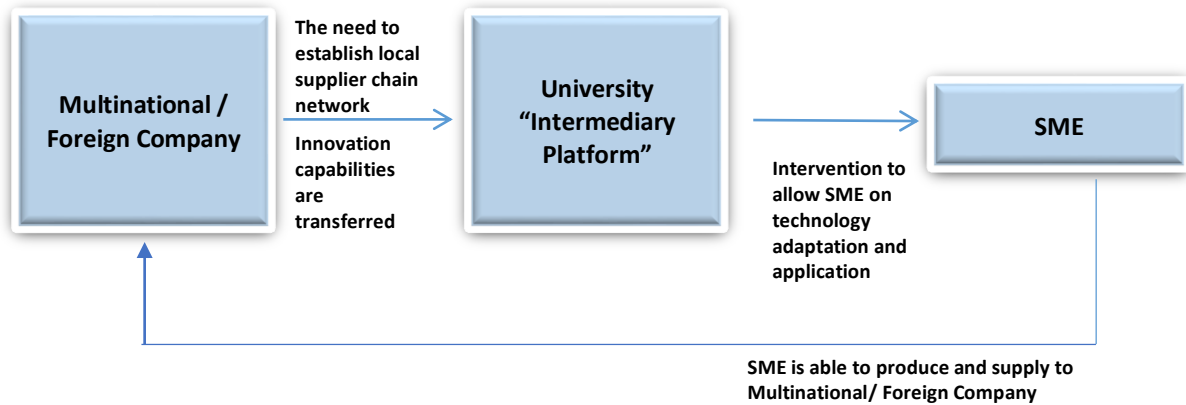 Multinational /
Foreign Company
The need to
establish local
supplier chain
network
Innovation
capabilities
are
transferred
University
“Intermediary
Platform”
Intervention to
allow SME on
technology
adaptation and
application
SME
SME is able to produce and supply to
Multinational/ Foreign Company